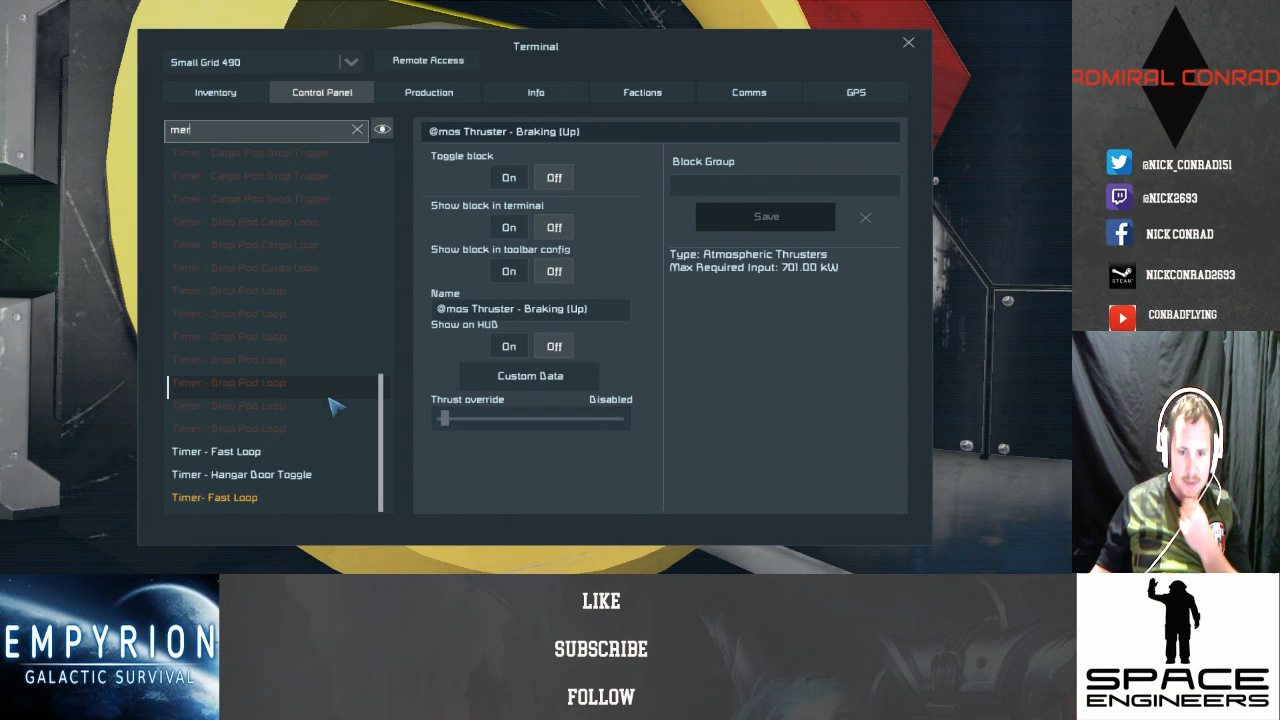 Terminal
Small Grid 490
Remote Access
Inventory
Control Panel
Production
Info
Factions
Comms
GPS
mer
Timer - Cargo Pod Drop Trigger
Timer - Cargo Pod Drop Trigger
Timer - Cargo Pod Drop Trigger
Timer - Drop Pod Cargo Loop
Timer - Drop Pod Cargo Loop
Timer - Drop Pod Cargo Loop
Timer - Drop Pod Loop
Timer - Drop Pod Loop
Timer - Drop Pod Loop
Timer - Drop Pod Loop
Timer - Drop Pod Loop
Timer - Drop Pod Loop
Timer - Drop Pod Loop
Timer - Fast Loop
Timer - Hangar Door Toggle
Timer- Fast Loop
@mos Thruster - Braking (Up)
Toggle block
On Off
Show block in terminal
On Off
Show block in toolbar config
On Off
Name
@mos Thruster - Braking (Up)
Show on HUD
On Off
Custom Data
Thrust override Disabled
Block Group
Save
Type: Atmospheric Thrusters
Max Required Input: 701.00 kW
ADMIRAL CONRAD
@NICK_CONRAD151
@NICK2693
NICK CONRAD
STEAM
NICKCONRAD2693
CONRADFLYING
EMPYRION
GALACTIC SURVIVAL
LIKE
SUBSCRIBE
FOLLOW
SPACE
ENGINEERS